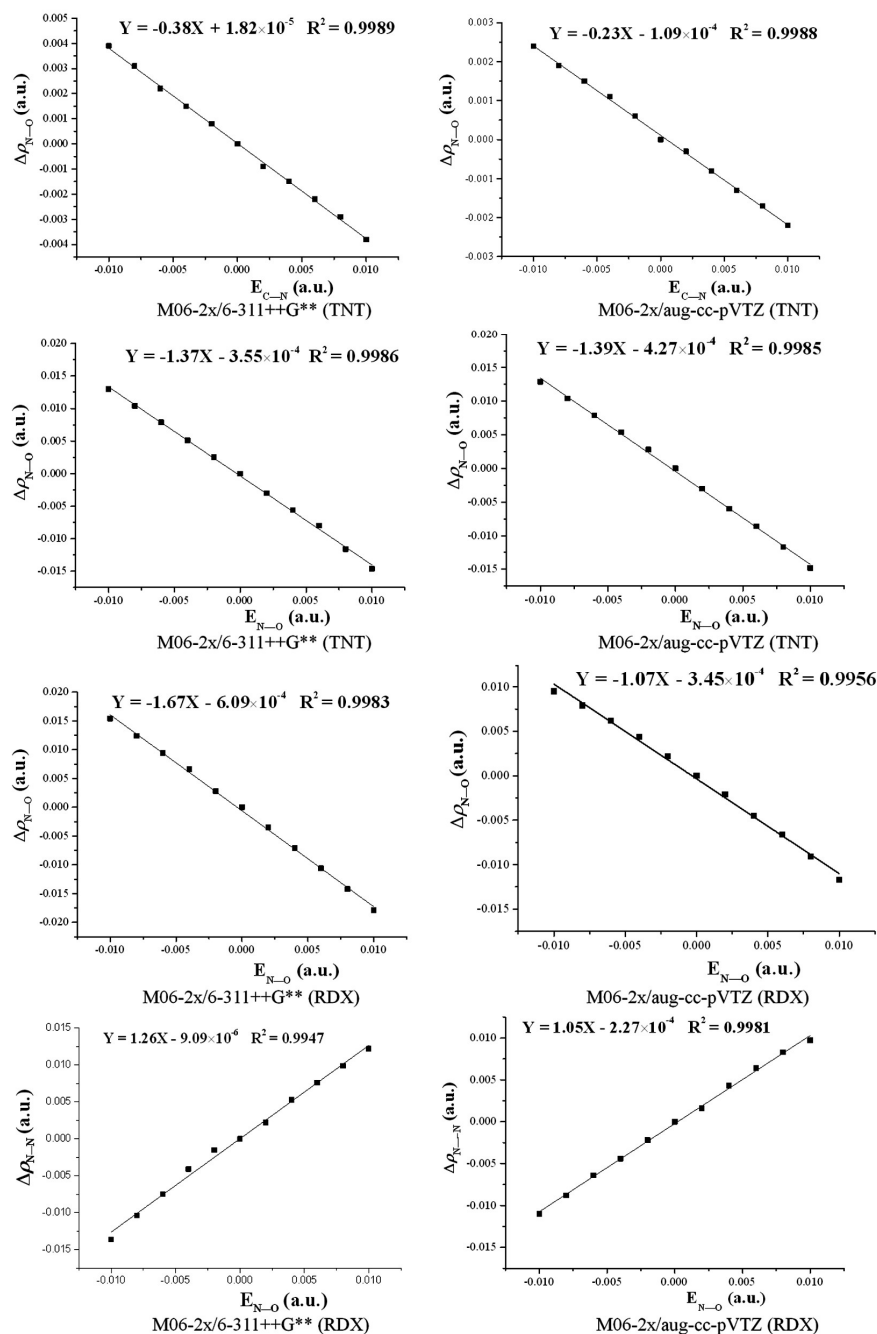 Y = -0.38X + 1.82×10⁻⁵ R² = 0.9989
0.005
0.004
0.003
0.002
0.001
0.000
-0.001
-0.002
-0.003
-0.004
Δρ_N—O (a.u.)
-0.010 -0.005 0.000 0.005 0.010
E_C—N (a.u.)
M06-2x/6-311++G** (TNT)
Y = -0.23X - 1.09×10⁻⁴ R² = 0.9988
0.003
0.002
0.001
0.000
-0.001
-0.002
-0.003
Δρ_N—O (a.u.)
-0.010 -0.005 0.000 0.005 0.010
E_C—N (a.u.)
M06-2x/aug-cc-pVTZ (TNT)
Y = -1.37X - 3.55×10⁻⁴ R² = 0.9986
0.020
0.015
0.010
0.005
0.000
-0.005
-0.010
-0.015
Δρ_N—O (a.u.)
-0.010 -0.005 0.000 0.005 0.010
E_N—O (a.u.)
M06-2x/6-311++G** (TNT)
Y = -1.39X - 4.27×10⁻⁴ R² = 0.9985
0.020
0.015
0.010
0.005
0.000
-0.005
-0.010
-0.015
Δρ_N—O (a.u.)
-0.010 -0.005 0.000 0.005 0.010
E_N—O (a.u.)
M06-2x/aug-cc-pVTZ (TNT)
Y = -1.67X - 6.09×10⁻⁴ R² = 0.9983
0.020
0.015
0.010
0.005
0.000
-0.005
-0.010
-0.015
-0.020
Δρ_N—O (a.u.)
-0.010 -0.005 0.000 0.005 0.010
E_N—O (a.u.)
M06-2x/6-311++G** (RDX)
Y = -1.07X - 3.45×10⁻⁴ R² = 0.9956
0.010
0.005
0.000
-0.005
-0.010
-0.015
Δρ_N—O (a.u.)
-0.010 -0.005 0.000 0.005 0.010
E_N—O (a.u.)
M06-2x/aug-cc-pVTZ (RDX)
Y = 1.26X - 9.09×10⁻⁶ R² = 0.9947
0.015
0.010
0.005
0.000
-0.005
-0.010
-0.015
Δρ_N—N (a.u.)
-0.010 -0.005 0.000 0.005 0.010
E_N—O (a.u.)
M06-2x/6-311++G** (RDX)
Y = 1.05X - 2.27×10⁻⁴ R² = 0.9981
0.010
0.005
0.000
-0.005
-0.010
-0.015
Δρ_N—N (a.u.)
-0.010 -0.005 0.000 0.005 0.010
E_N—O (a.u.)
M06-2x/aug-cc-pVTZ (RDX)